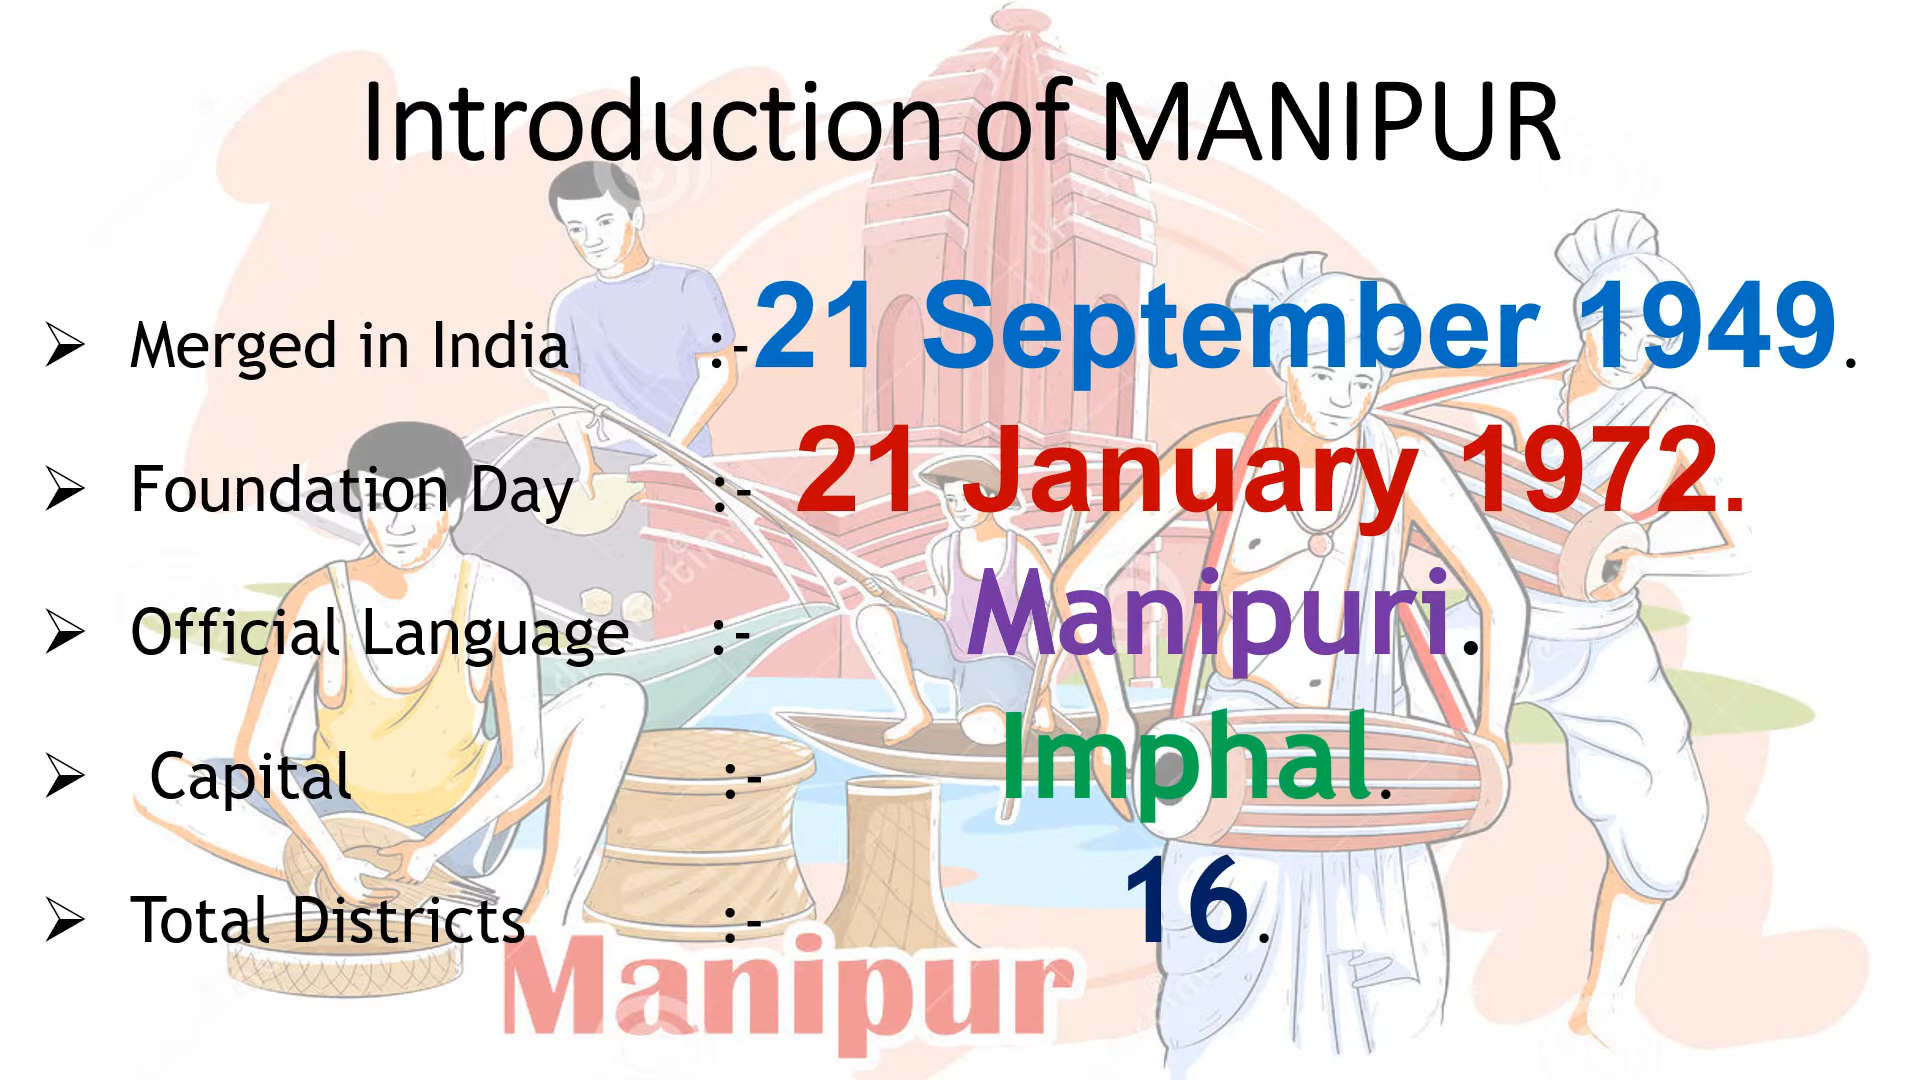 Introduction of MANIPUR
➢ Merged in India :-21 September 1949.
➢ Foundation Day :- 21 January 1972.
➢ Official Language :- Manipuri.
➢ Capital :- Imphal.
➢ Total Districts :- 16.
Manipur